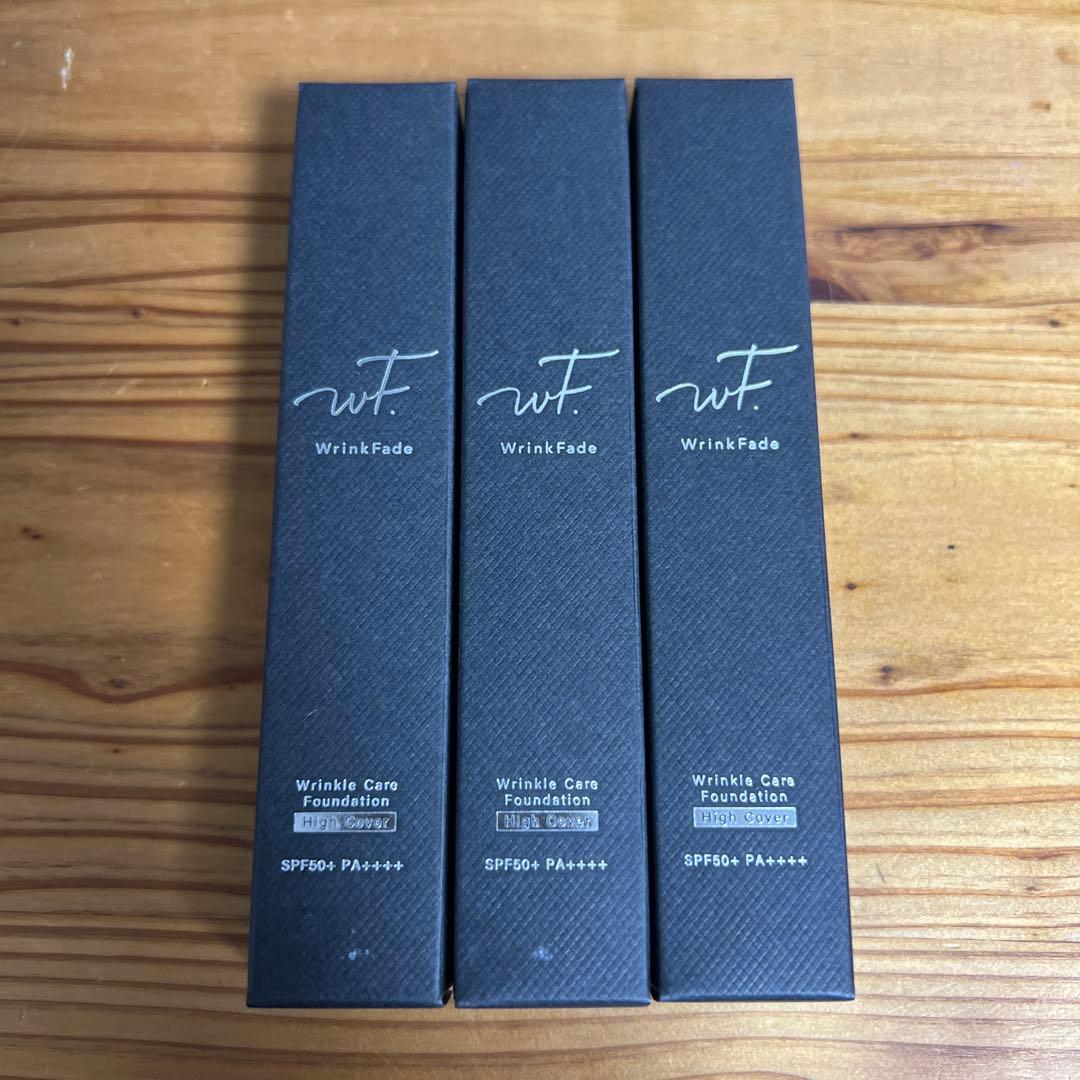 wF.
WrinkFade
Wrinkle Care
Foundation
High Cover
SPF50+ PA++++
wF.
WrinkFade
Wrinkle Care
Foundation
High Cover
SPF50+ PA++++
wF.
WrinkFade
Wrinkle Care
Foundation
High Cover
SPF50+ PA++++